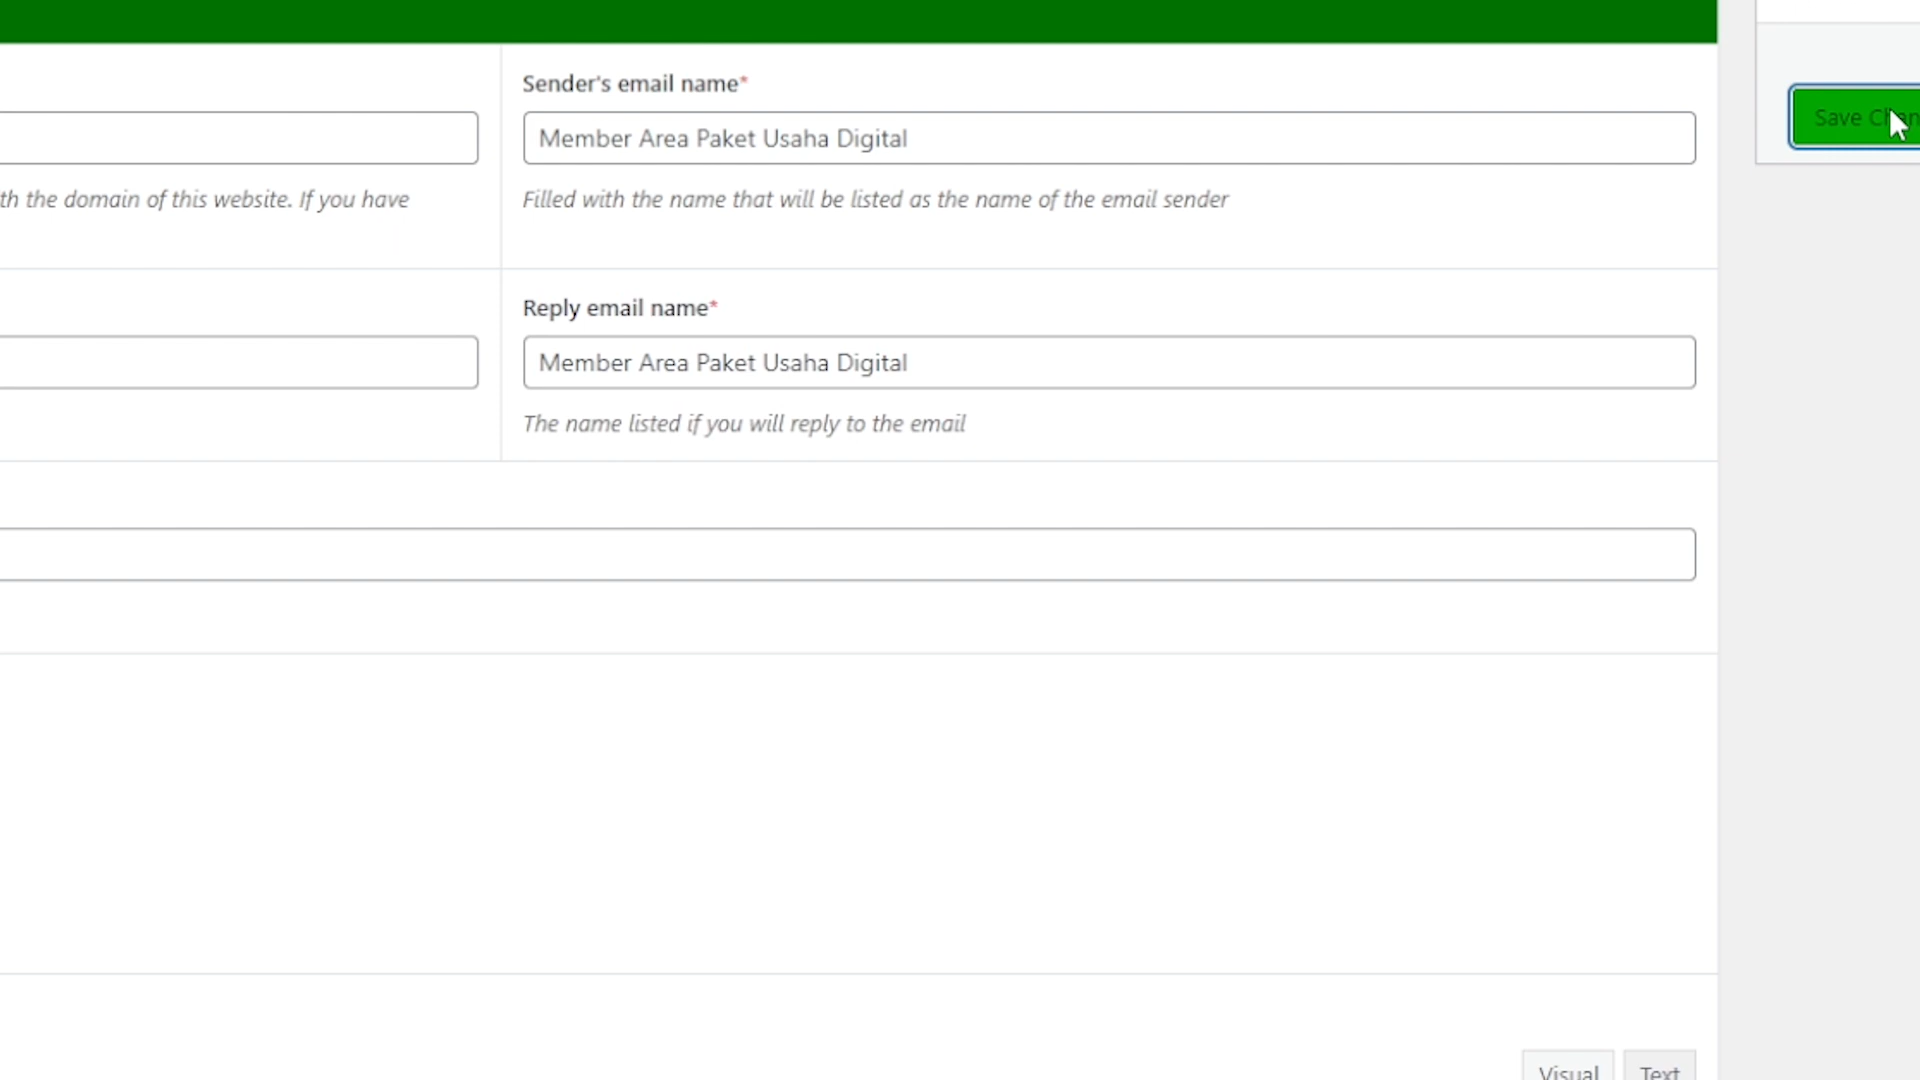 Sender's email name*
Save
Member Area Paket Usaha Digital
the domain of this website. If you have
Filled with the name that will be listed as the name of the email sender
Reply email name*
Member Area Paket Usaha Digital
The name listed if you will reply to the email
Visual
Text